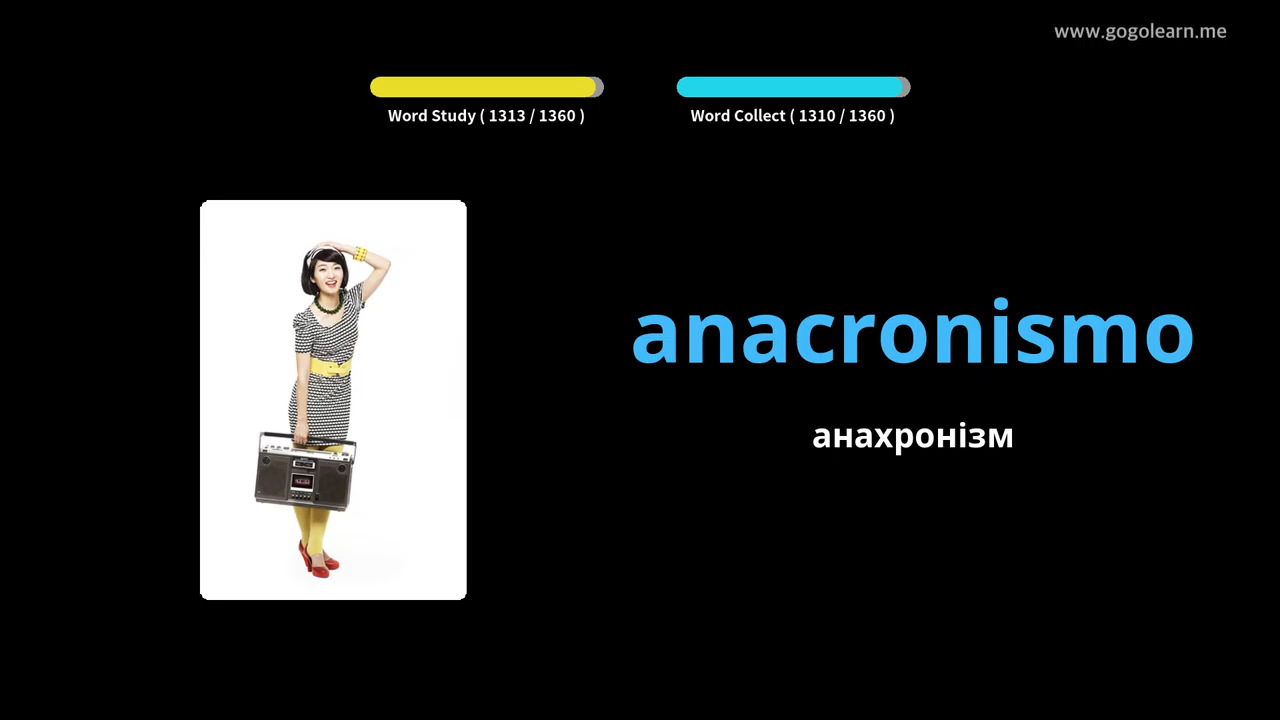 www.gogolearn.me
Word Study ( 1313 / 1360 )
Word Collect ( 1310 / 1360 )
anacronismo
анахронізм